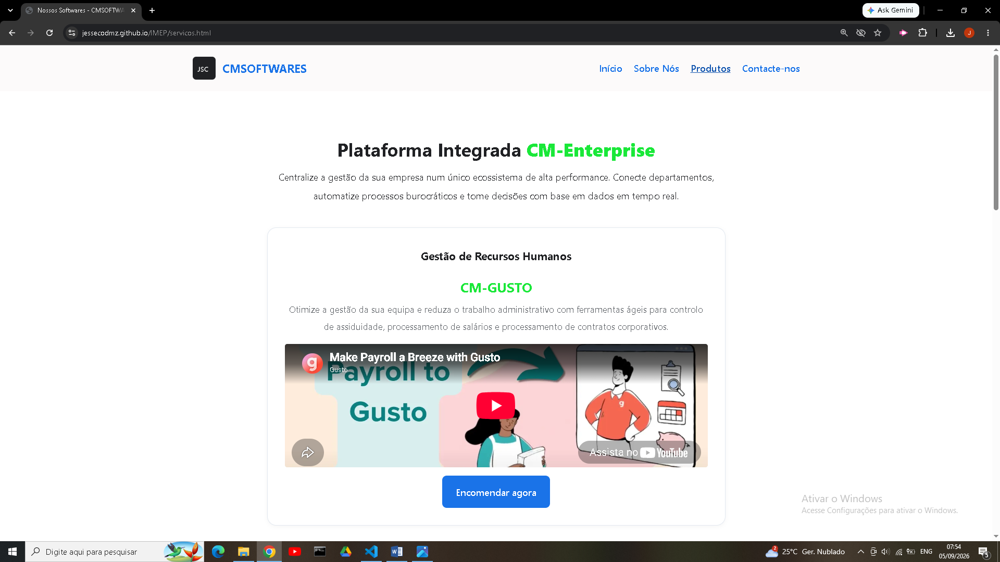 Nossos Softwares - CMSOFTWA
Ask Gemini
jessecodmz.github.io/IMEP/servicos.html
J
JSC
CMSOFTWARES
Início
Sobre Nós
Produtos
Contacte-nos
Plataforma Integrada CM-Enterprise
Centralize a gestão da sua empresa num único ecossistema de alta performance. Conecte departamentos,
automatize processos burocráticos e tome decisões com base em dados em tempo real.
Gestão de Recursos Humanos
CM-GUSTO
Otimize a gestão da sua equipa e reduza o trabalho administrativo com ferramentas ágeis para controlo
de assiduidade, processamento de salários e processamento de contratos corporativos.
g
Make Payroll a Breeze with Gusto
Gusto
Payroll to
Gusto
g
Assista no YouTube
Encomendar agora
Ativar o Windows
Acesse Configurações para ativar o Windows.
Digite aqui para pesquisar
2
25°C Ger. Nublado
ENG
07:54
05/09/2026
5